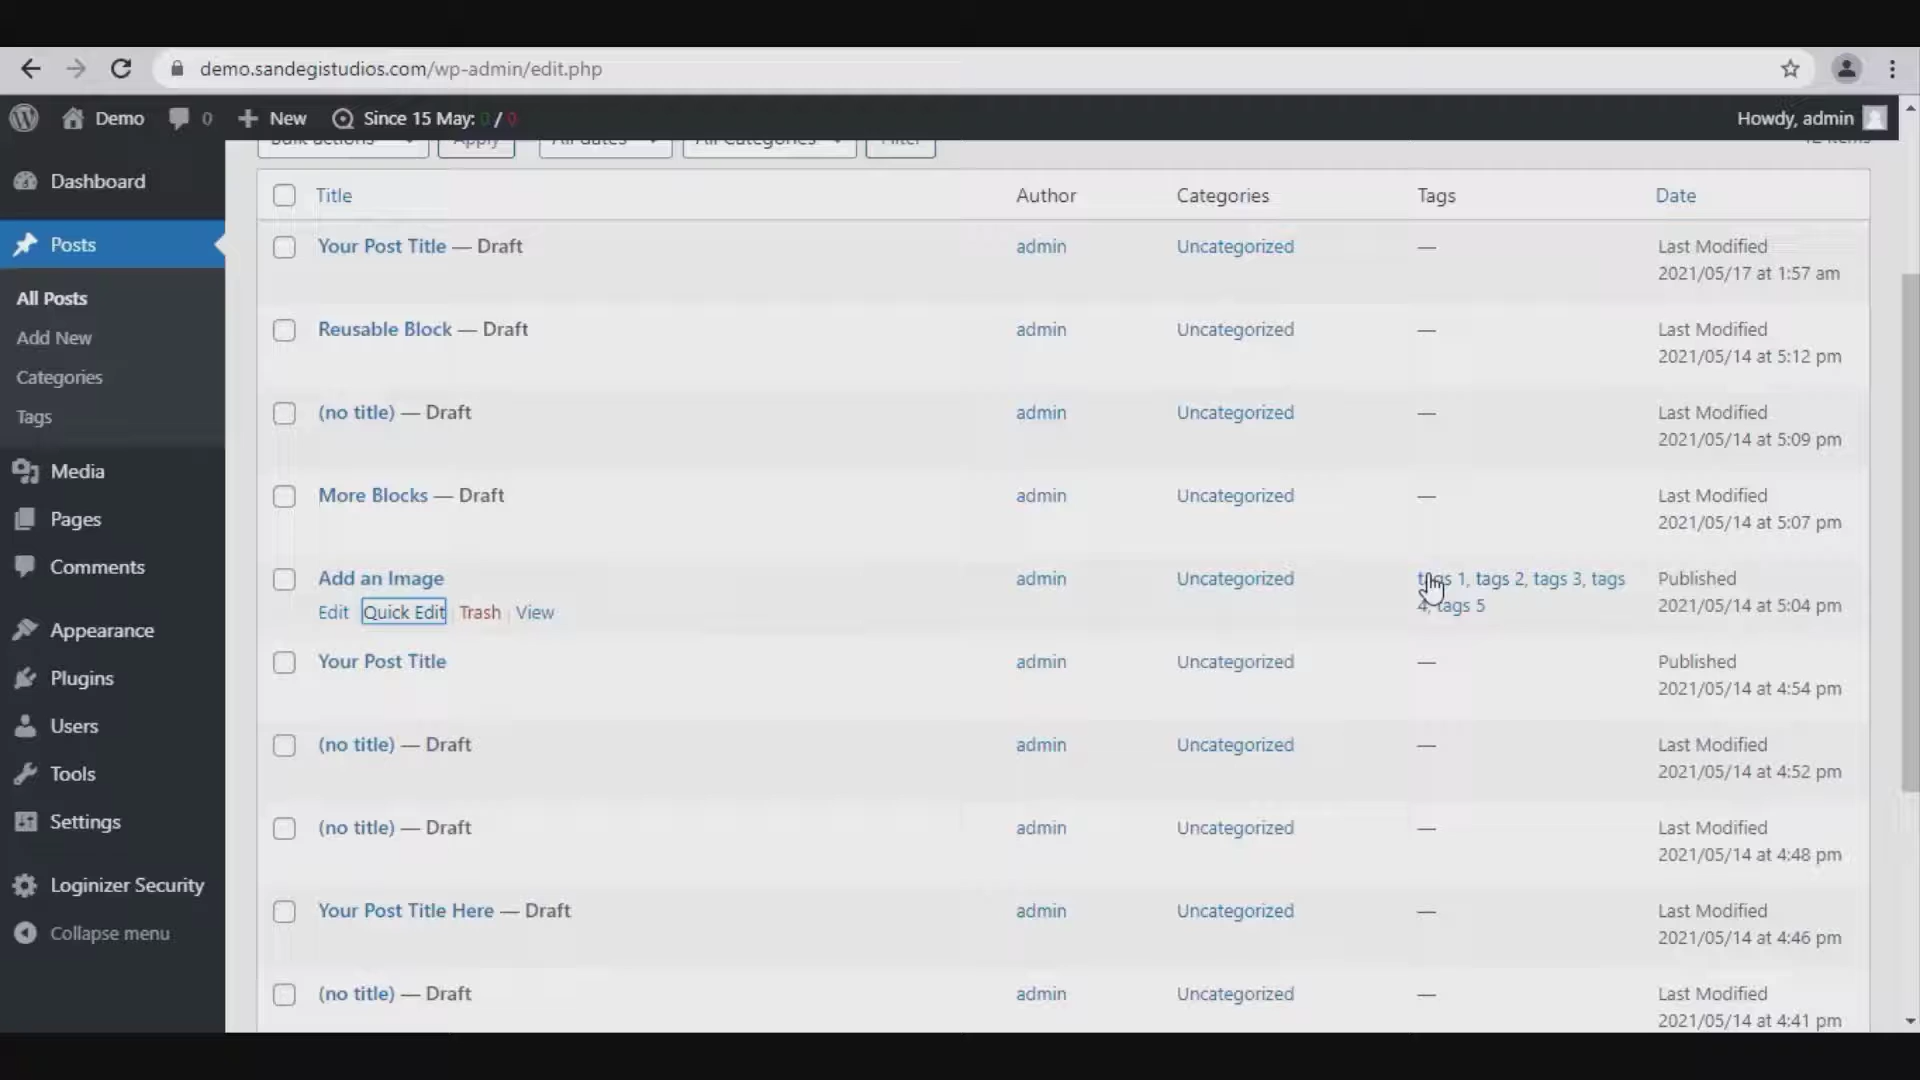 demo.sandegistudios.com/wp-admin/edit.php
Demo 0 New Since 15 May: 0 / 0 Howdy, admin
Bulk actions Apply All dates All Categories Filter 12 items
Dashboard
Posts
All Posts
Add New
Categories
Tags
Media
Pages
Comments
Appearance
Plugins
Users
Tools
Settings
Loginizer Security
Collapse menu
Title Author Categories Tags Date
Your Post Title — Draft admin Uncategorized — Last Modified
2021/05/17 at 1:57 am
Reusable Block — Draft admin Uncategorized — Last Modified
2021/05/14 at 5:12 pm
(no title) — Draft admin Uncategorized — Last Modified
2021/05/14 at 5:09 pm
More Blocks — Draft admin Uncategorized — Last Modified
2021/05/14 at 5:07 pm
Add an Image admin Uncategorized tags 1, tags 2, tags 3, tags Published
Edit Quick Edit Trash View 4, tags 5 2021/05/14 at 5:04 pm
Your Post Title admin Uncategorized — Published
2021/05/14 at 4:54 pm
(no title) — Draft admin Uncategorized — Last Modified
2021/05/14 at 4:52 pm
(no title) — Draft admin Uncategorized — Last Modified
2021/05/14 at 4:48 pm
Your Post Title Here — Draft admin Uncategorized — Last Modified
2021/05/14 at 4:46 pm
(no title) — Draft admin Uncategorized — Last Modified
2021/05/14 at 4:41 pm